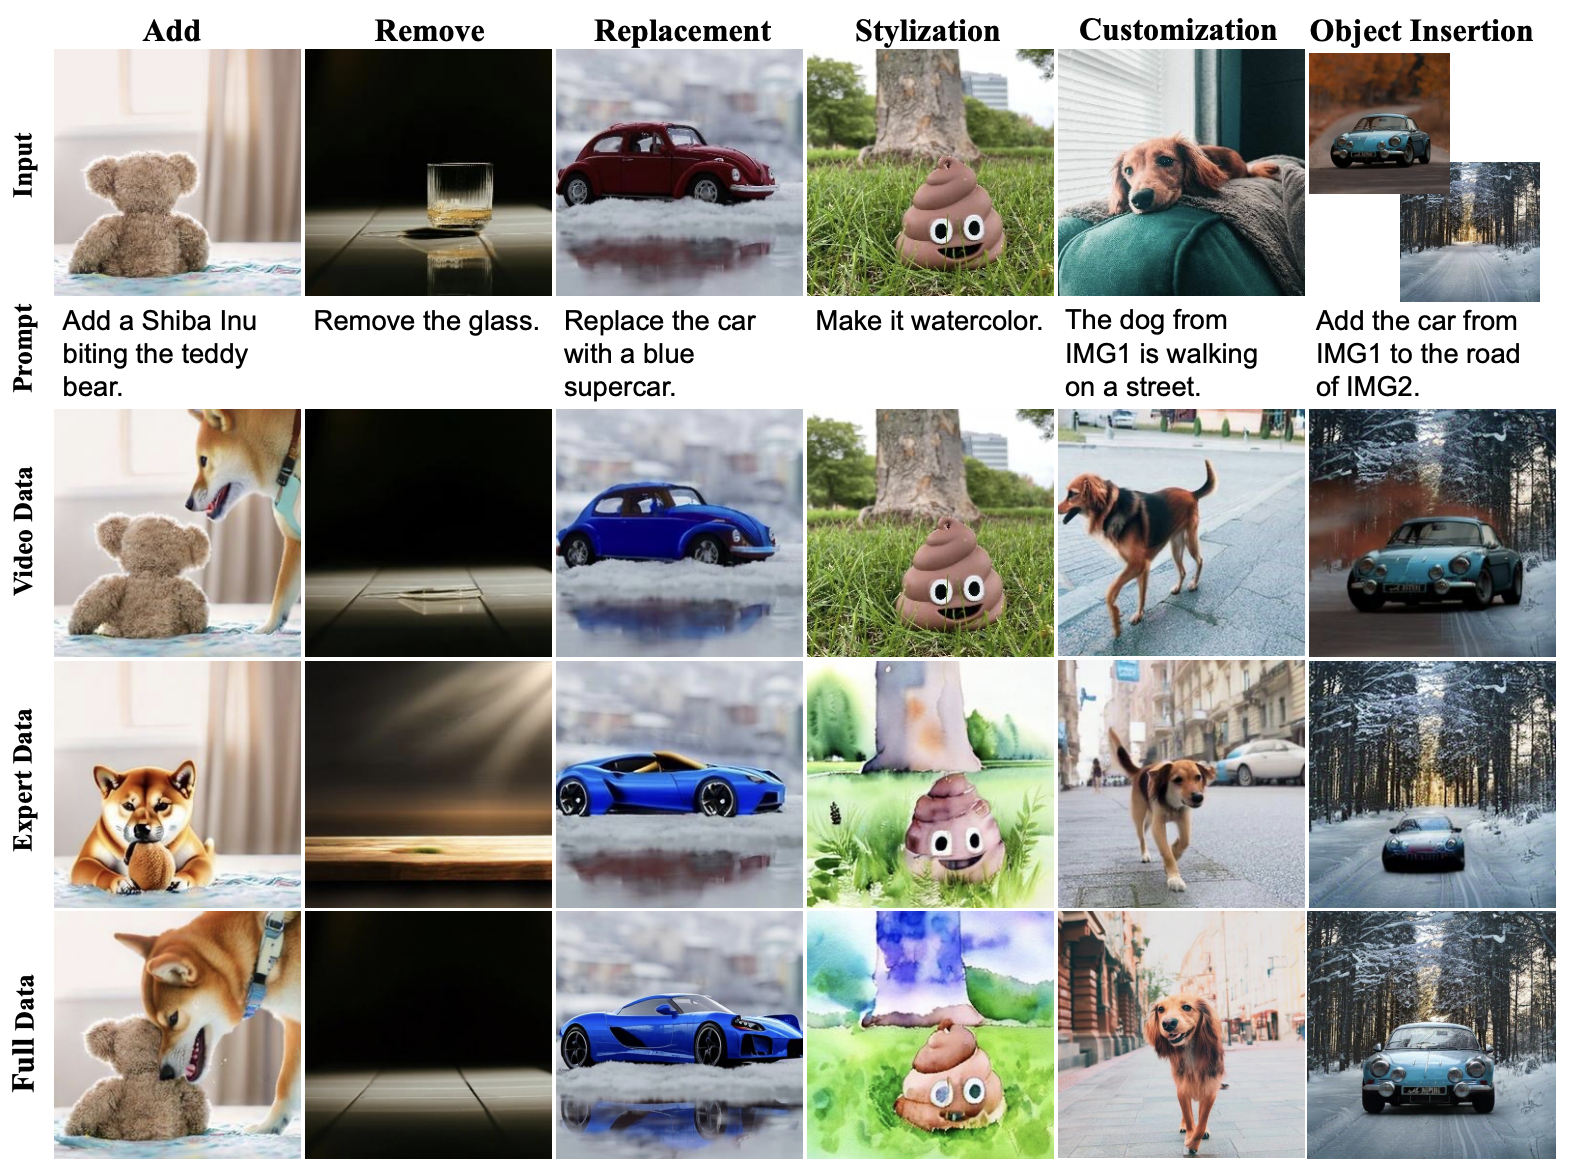 Add Remove Replacement Stylization Customization Object Insertion
Input
Prompt
Add a Shiba Inu
biting the teddy
bear.
Remove the glass.
Replace the car
with a blue
supercar.
Make it watercolor.
The dog from
IMG1 is walking
on a street.
Add the car from
IMG1 to the road
of IMG2.
Video Data
Expert Data
Full Data